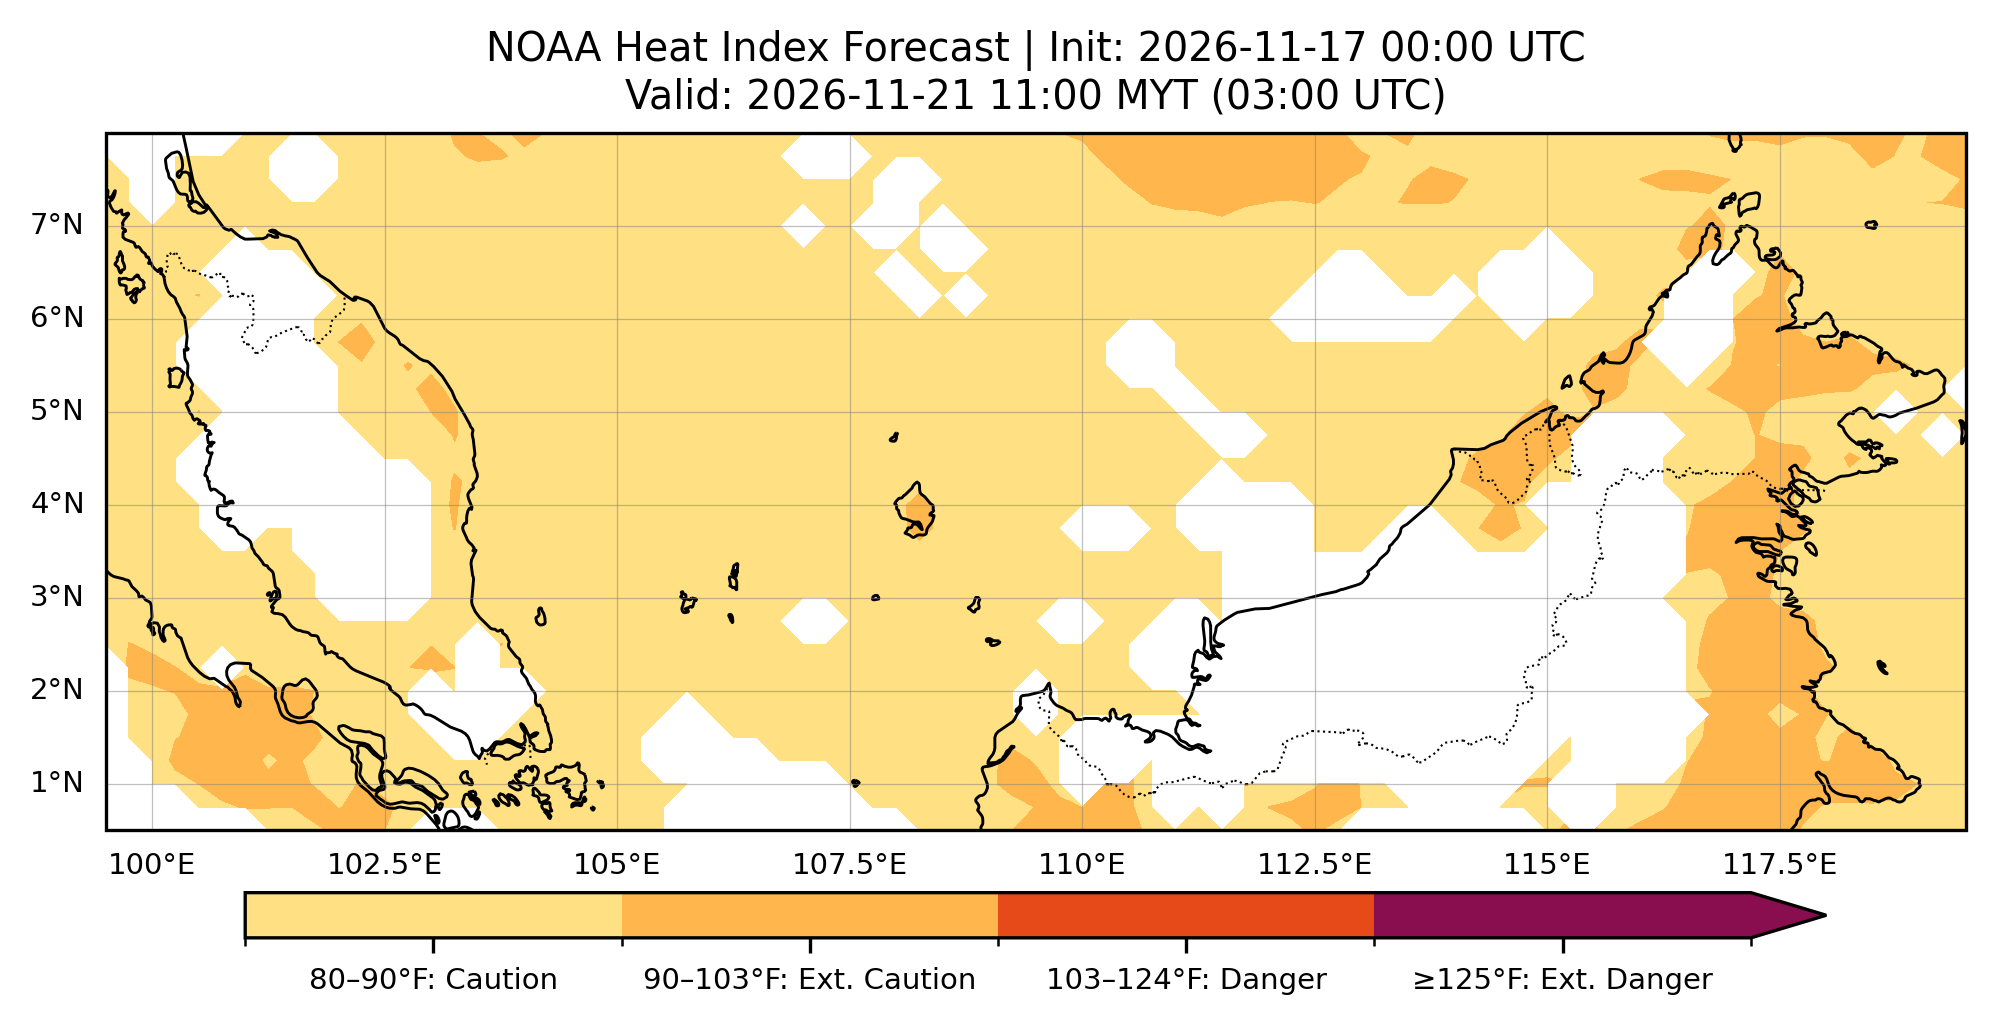 NOAA Heat Index Forecast | Init: 2026-11-17 00:00 UTC
Valid: 2026-11-21 11:00 MYT (03:00 UTC)
7°N
6°N
5°N
4°N
3°N
2°N
1°N
100°E 102.5°E 105°E 107.5°E 110°E 112.5°E 115°E 117.5°E
80–90°F: Caution 90–103°F: Ext. Caution 103–124°F: Danger ≥125°F: Ext. Danger